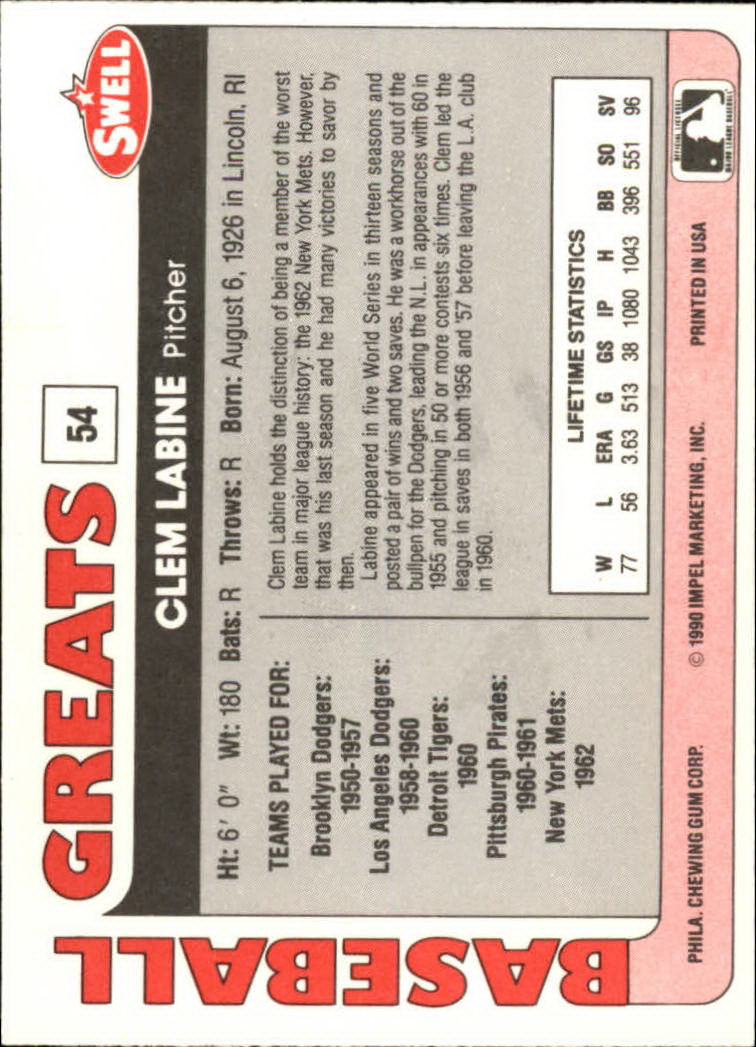 BASEBALL
GREATS
54
SWELL
CLEM LABINE Pitcher
Ht: 6' 0" Wt: 180 Bats: R Throws: R Born: August 6, 1926 in Lincoln, RI
TEAMS PLAYED FOR:
Brooklyn Dodgers:
1950-1957
Los Angeles Dodgers:
1958-1960
Detroit Tigers:
1960
Pittsburgh Pirates:
1960-1961
New York Mets:
1962
Clem Labine holds the distinction of being a member of the worst
team in major league history: the 1962 New York Mets. However,
that was his last season and he had many victories to savor by
then.
Labine appeared in five World Series in thirteen seasons and
posted a pair of wins and two saves. He was a workhorse out of the
bullpen for the Dodgers, leading the N.L. in appearances with 60 in
1955 and pitching in 50 or more contests six times. Clem led the
league in saves in both 1956 and '57 before leaving the L.A. club
in 1960.
LIFETIME STATISTICS
W L ERA G GS IP H BB SO SV
77 56 3.63 513 38 1080 1043 396 551 96
PHILA. CHEWING GUM CORP. © 1990 IMPEL MARKETING, INC. PRINTED IN USA
OFFICIAL LICENSEE
MAJOR LEAGUE BASEBALL